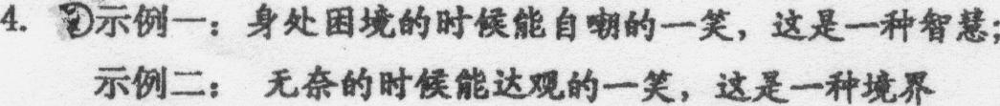 4. ②示例一：身处困境的时候能自嘲的一笑，这是一种智慧；
示例二： 无奈的时候能达观的一笑，这是一种境界